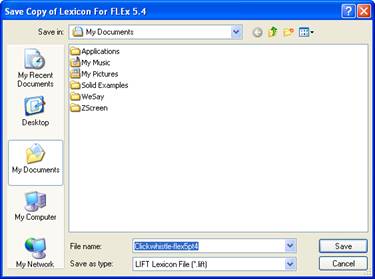 Save Copy of Lexicon For FLEx 5.4
Save in:
My Documents
My Recent
Documents
Desktop
My Documents
My Computer
My Network
Applications
My Music
My Pictures
Solid Examples
WeSay
ZScreen
File name:
Clickwhistle-flex5pt4
Save
Save as type:
LIFT Lexicon File (*.lift)
Cancel